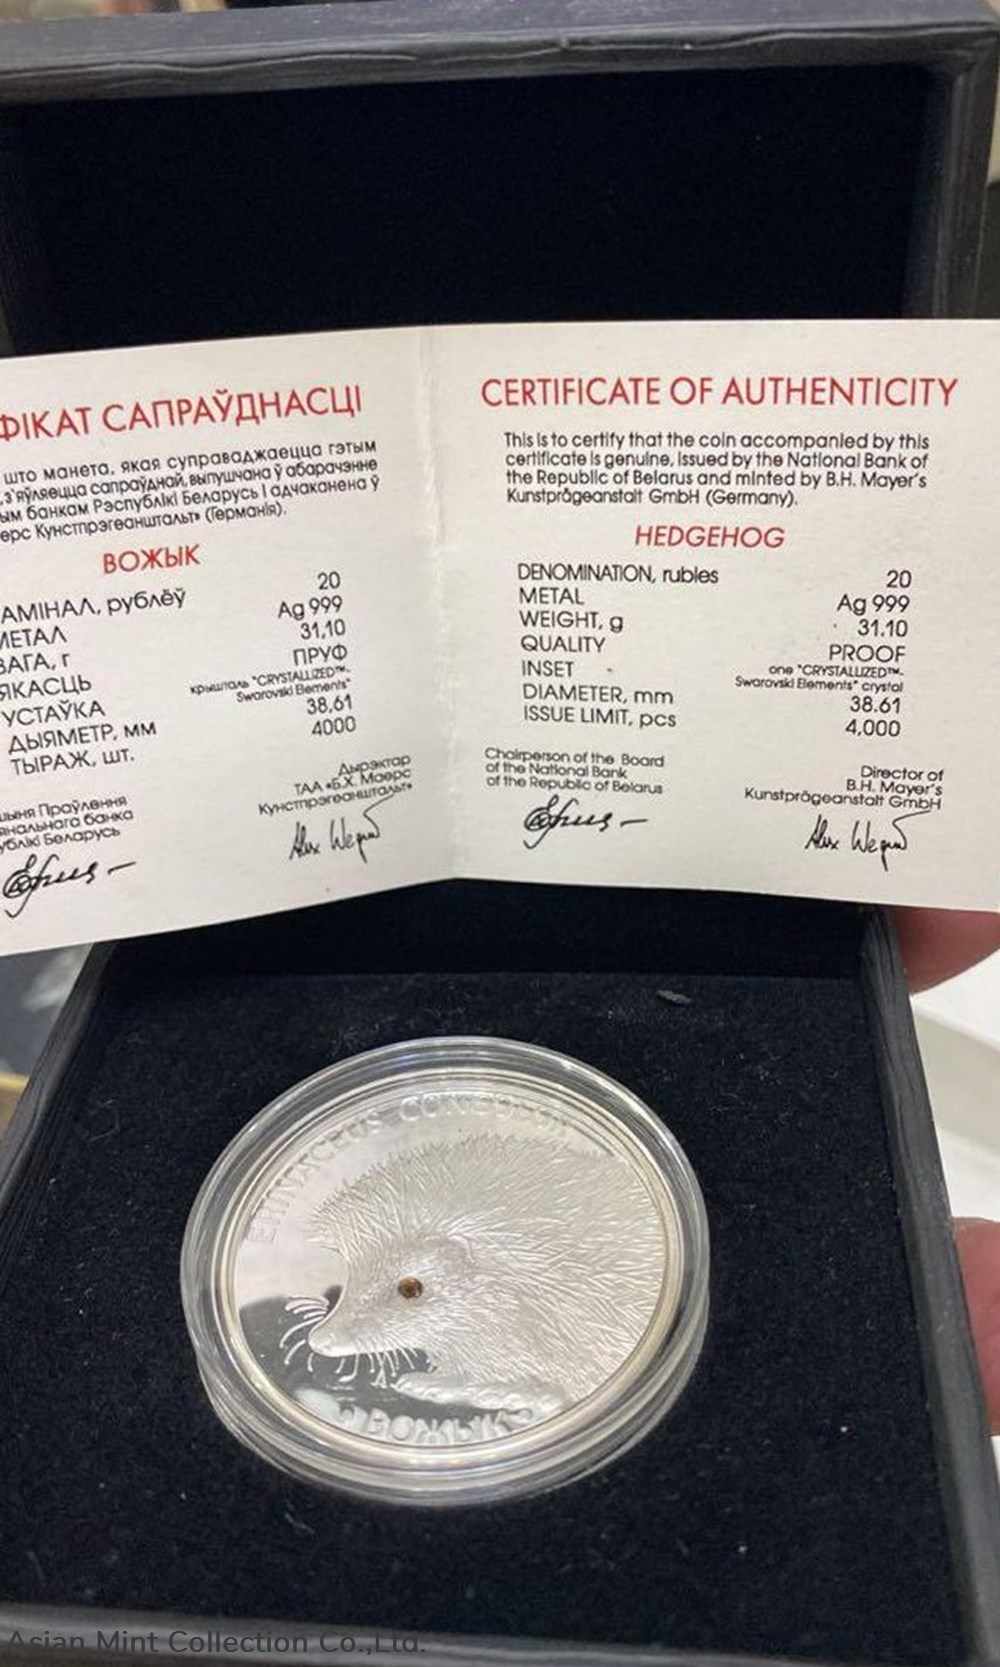 ФІКАТ САПРАЎДНАСЦІ
што манета, якая суправаджаецца гэтым
з'яўляецца сапраўднай, выпушчана ў абарачэнне
ым банкам Рэспублікі Беларусь і адчаканена ў
ерс Кунстпрэгеанштальт» (Германія).
ВОЖЫК
АМІНАЛ, рублёў 20
МЕТАЛ Ag 999
ВАГА, г 31,10
ЯКАСЦЬ ПРУФ
УСТАЎКА крышталь "CRYSTALLIZED™-
Swarovski Elements"
ДЫЯМЕТР, мм 38,61
ТЫРАЖ, шт. 4000
шыня Праўлення
янальнага банка
ублікі Беларусь
Дырэктар
ТАА «Б.Х. Маерс
Кунстпрэгеанштальт»
CERTIFICATE OF AUTHENTICITY
This is to certify that the coin accompanied by this
certificate is genuine, issued by the National Bank of
the Republic of Belarus and minted by B.H. Mayer's
Kunstprägeanstalt GmbH (Germany).
HEDGEHOG
DENOMINATION, rubles 20
METAL Ag 999
WEIGHT, g 31.10
QUALITY PROOF
INSET one "CRYSTALLIZED™-
Swarovski Elements" crystal
DIAMETER, mm 38.61
ISSUE LIMIT, pcs 4,000
Chairperson of the Board
of the National Bank
of the Republic of Belarus
Director of
B.H. Mayer's
Kunstprägeanstalt GmbH
Alex Wegner
ERINACEUS CONCOLOR
ВОЖЫК
Asian Mint Collection Co.,Ltd.